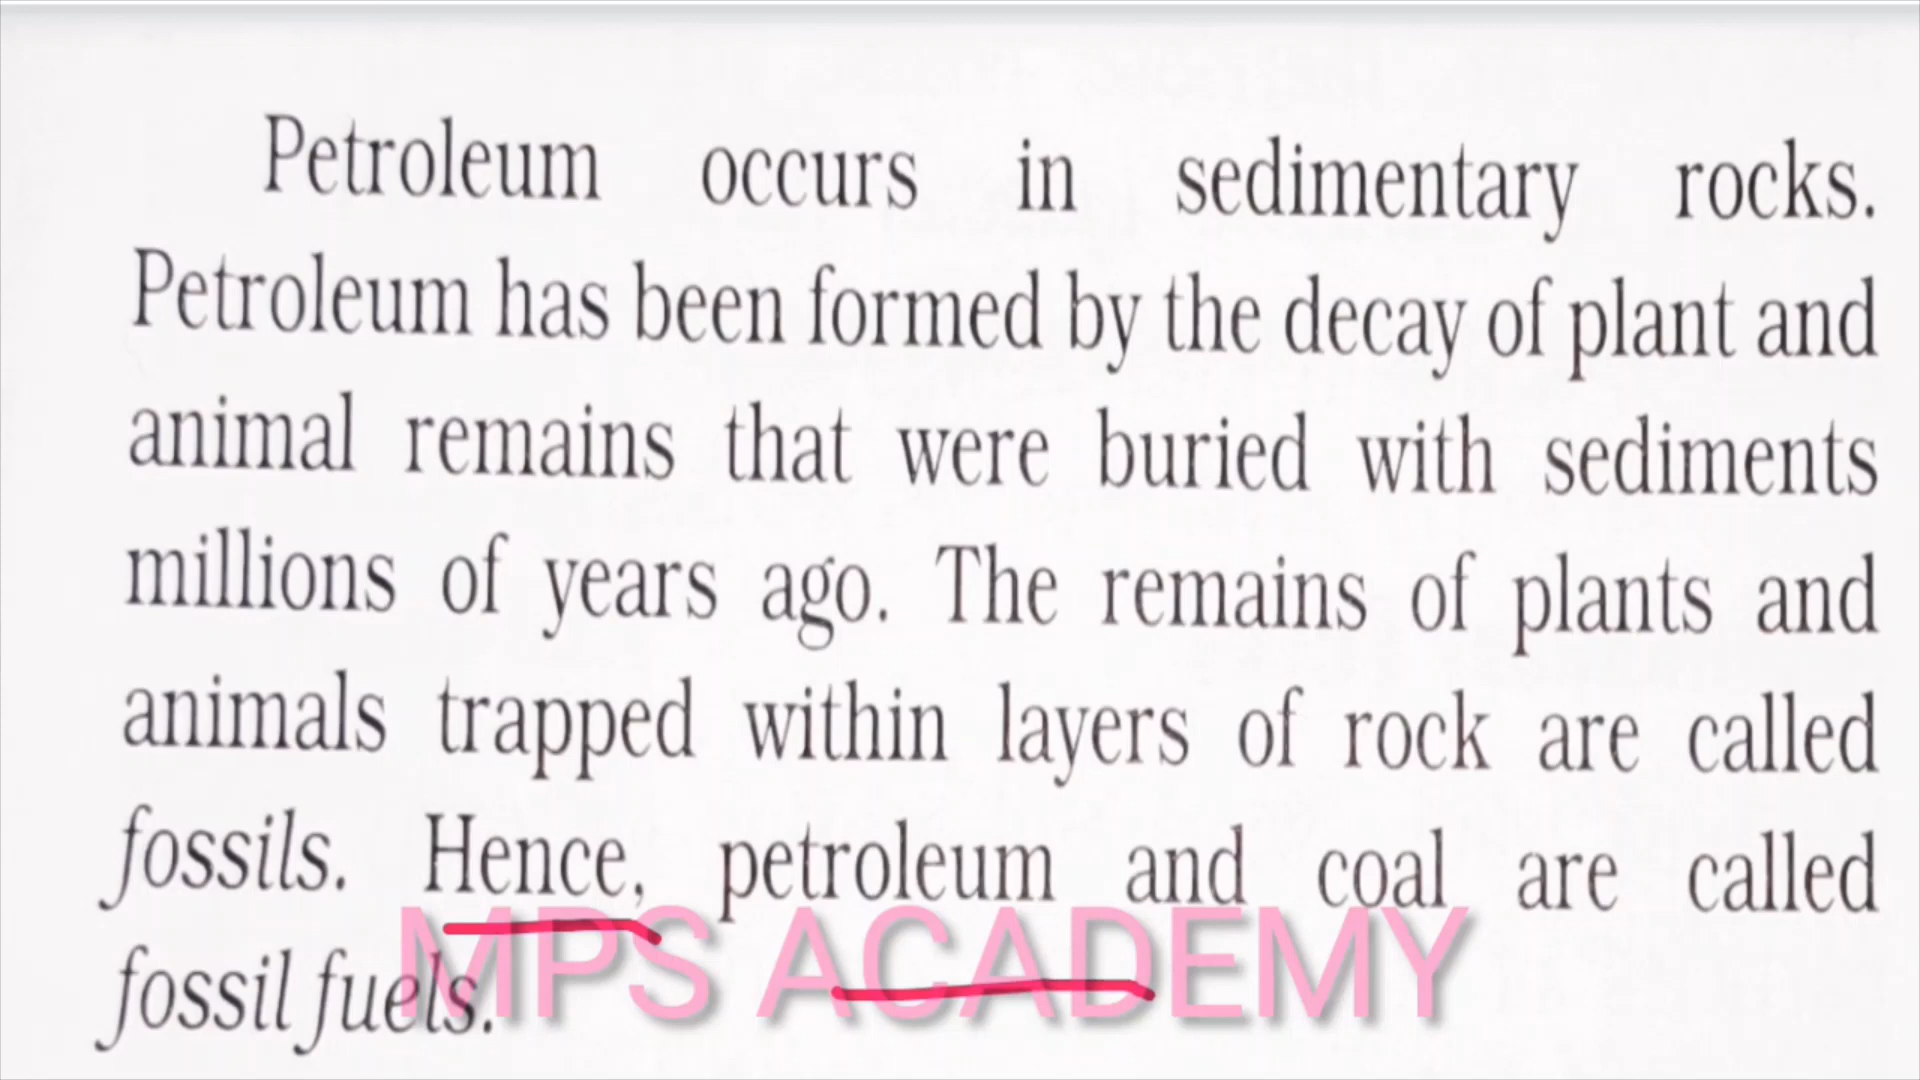 Petroleum occurs in sedimentary rocks.
Petroleum has been formed by the decay of plant and
animal remains that were buried with sediments
millions of years ago. The remains of plants and
animals trapped within layers of rock are called
fossils. Hence, petroleum and coal are called
fossil fuels.
MPS ACADEMY